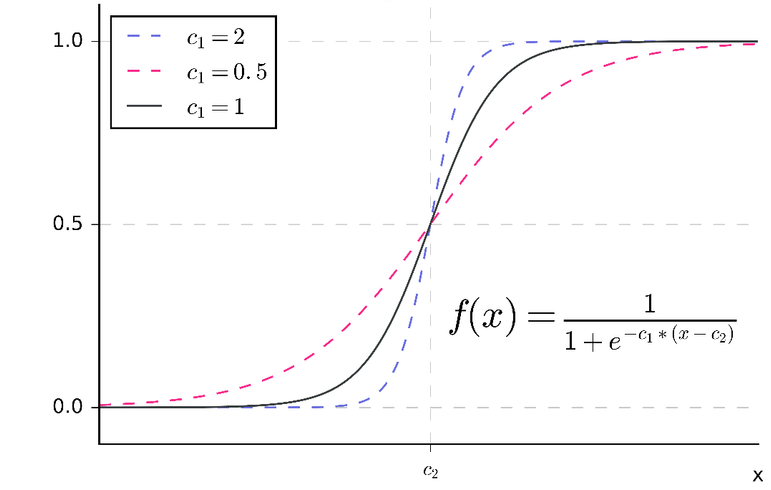 1.0
c₁ = 2
c₁ = 0.5
c₁ = 1
0.5
f(x) = 1 / (1 + e^(−c₁*(x−c₂)))
0.0
c₂
x